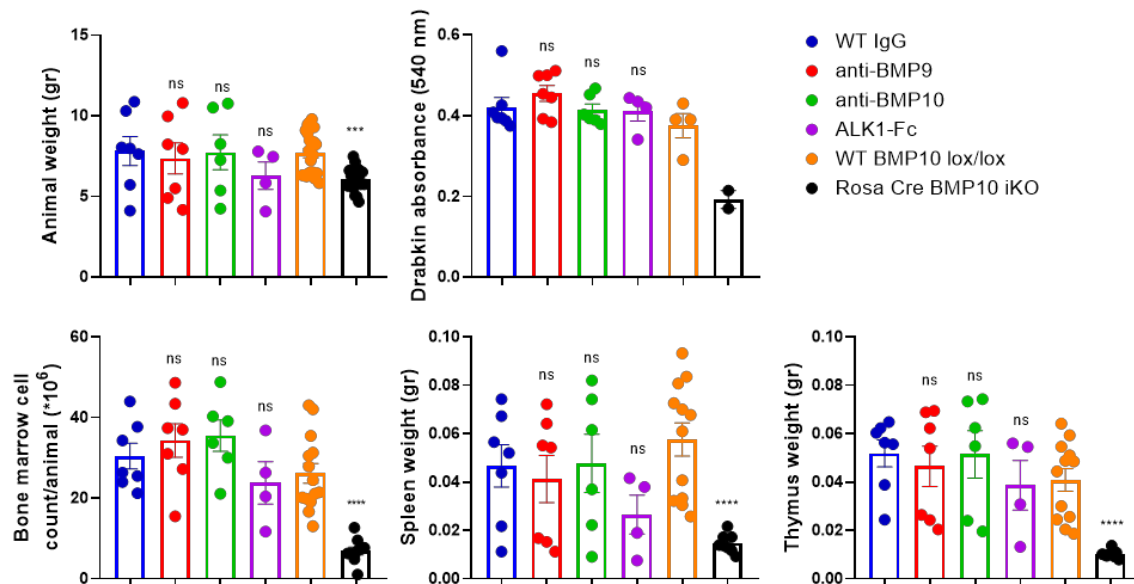 Animal weight (gr)
15
10
5
0
ns
ns
ns
***
Drabkin absorbance (540 nm)
0.6
0.4
0.2
0.0
ns
ns
ns
WT IgG
anti-BMP9
anti-BMP10
ALK1-Fc
WT BMP10 lox/lox
Rosa Cre BMP10 iKO
Bone marrow cell
count/animal (*10⁶)
60
40
20
0
ns
ns
ns
****
Spleen weight (gr)
0.10
0.08
0.06
0.04
0.02
0.00
ns
ns
ns
****
Thymus weight (gr)
0.10
0.08
0.06
0.04
0.02
0.00
ns
ns
ns
****